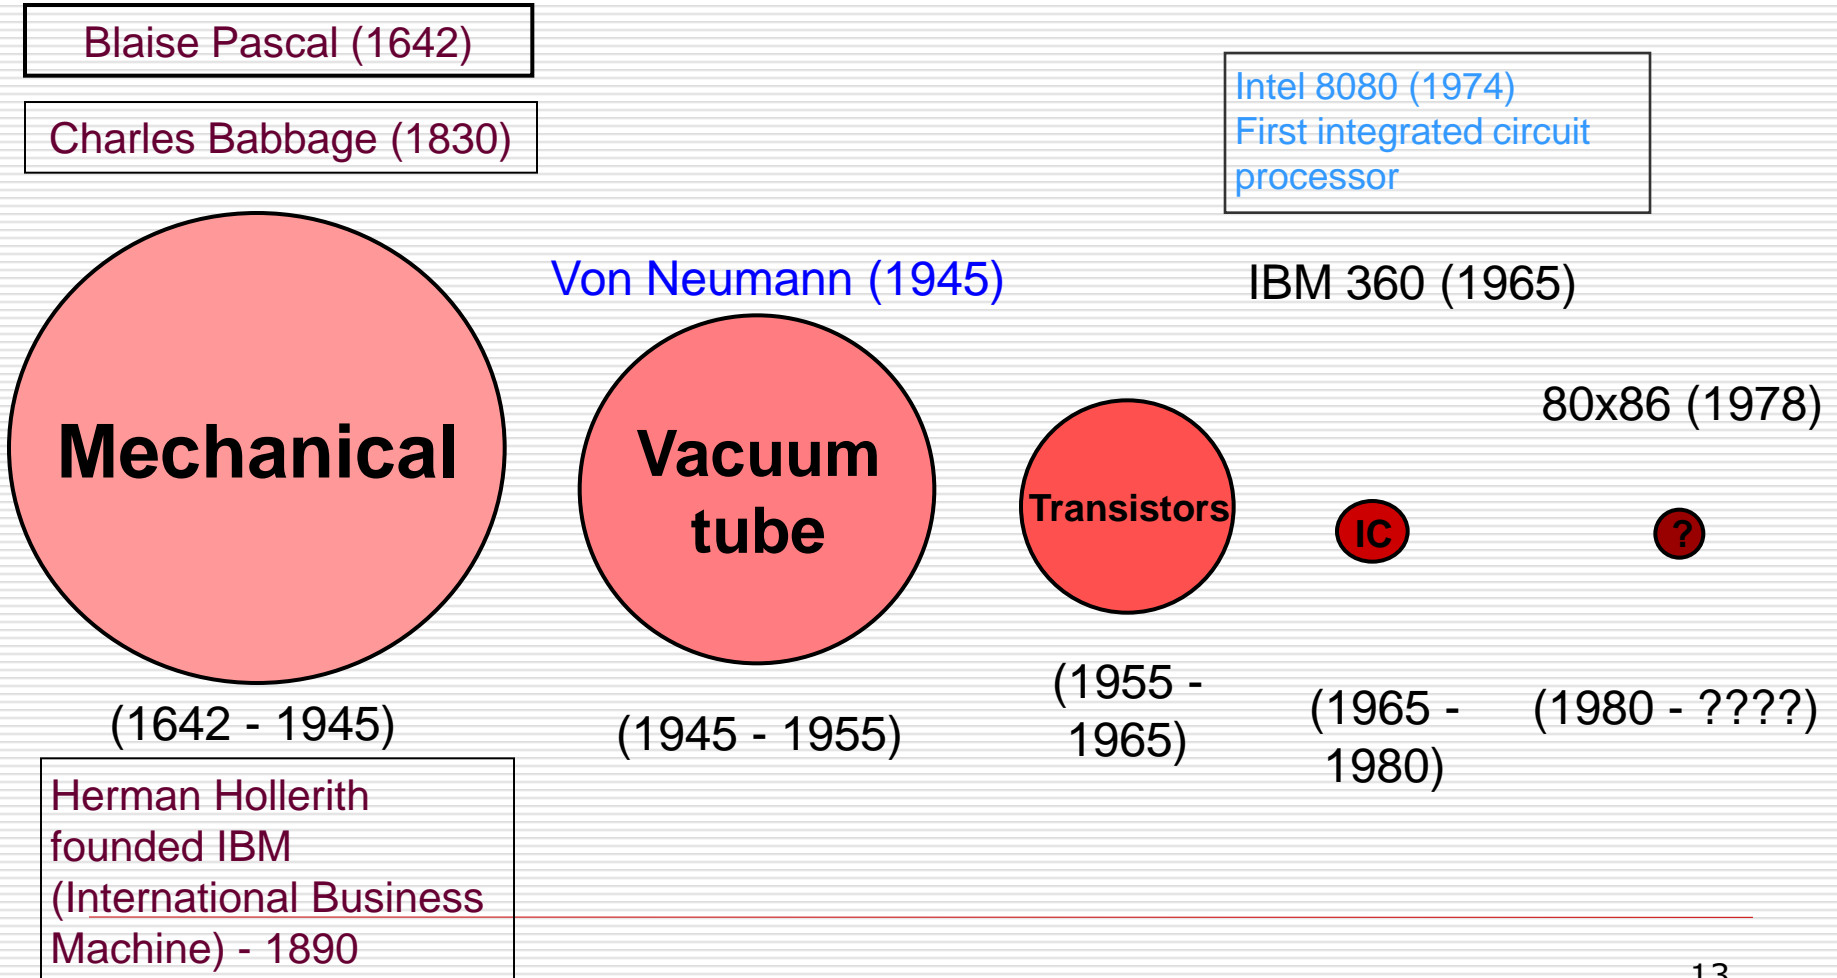 Blaise Pascal (1642)
Charles Babbage (1830)
Intel 8080 (1974)
First integrated circuit
processor
Von Neumann (1945)
IBM 360 (1965)
80x86 (1978)
Mechanical
Vacuum
tube
Transistors
IC
?
(1642 - 1945)
(1945 - 1955)
(1955 -
1965)
(1965 -
1980)
(1980 - ????)
Herman Hollerith
founded IBM
(International Business
Machine) - 1890
13